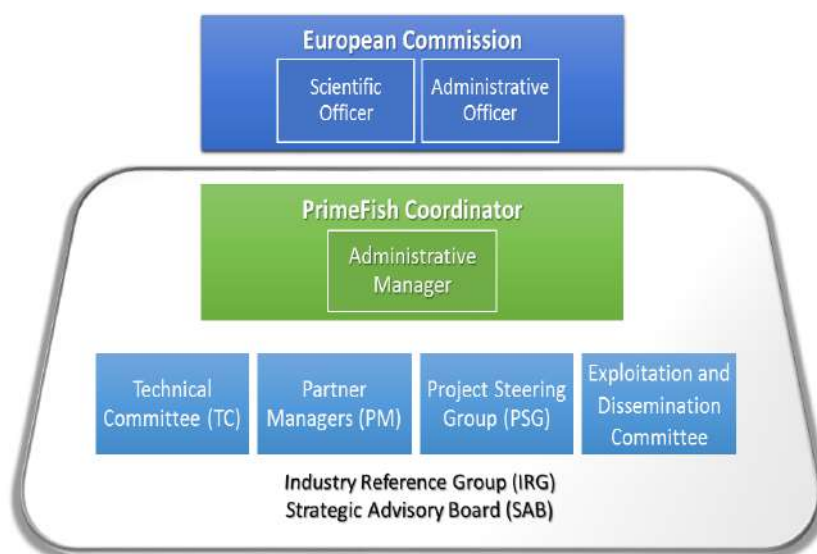 European Commission
Scientific
Officer
Administrative
Officer
PrimeFish Coordinator
Administrative
Manager
Technical
Committee (TC)
Partner
Managers (PM)
Project Steering
Group (PSG)
Exploitation and
Dissemination
Committee
Industry Reference Group (IRG)
Strategic Advisory Board (SAB)